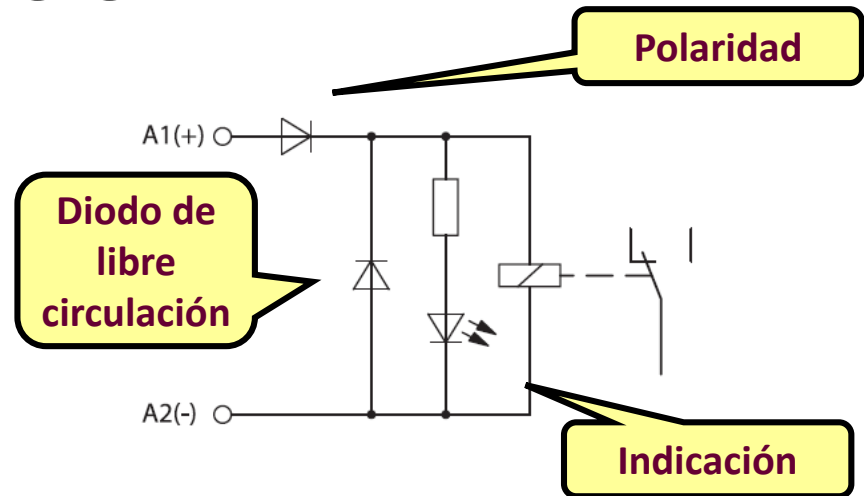 Polaridad
A1(+)
Diodo de
libre
circulación
A2(-)
Indicación